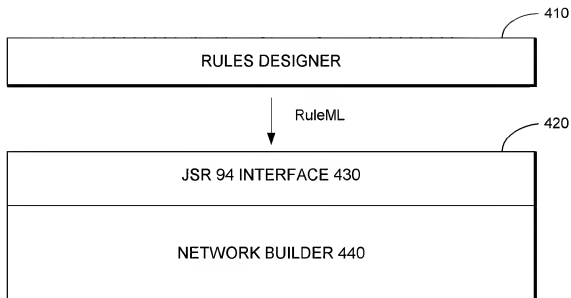 410
RULES DESIGNER
RuleML
420
JSR 94 INTERFACE 430
NETWORK BUILDER 440